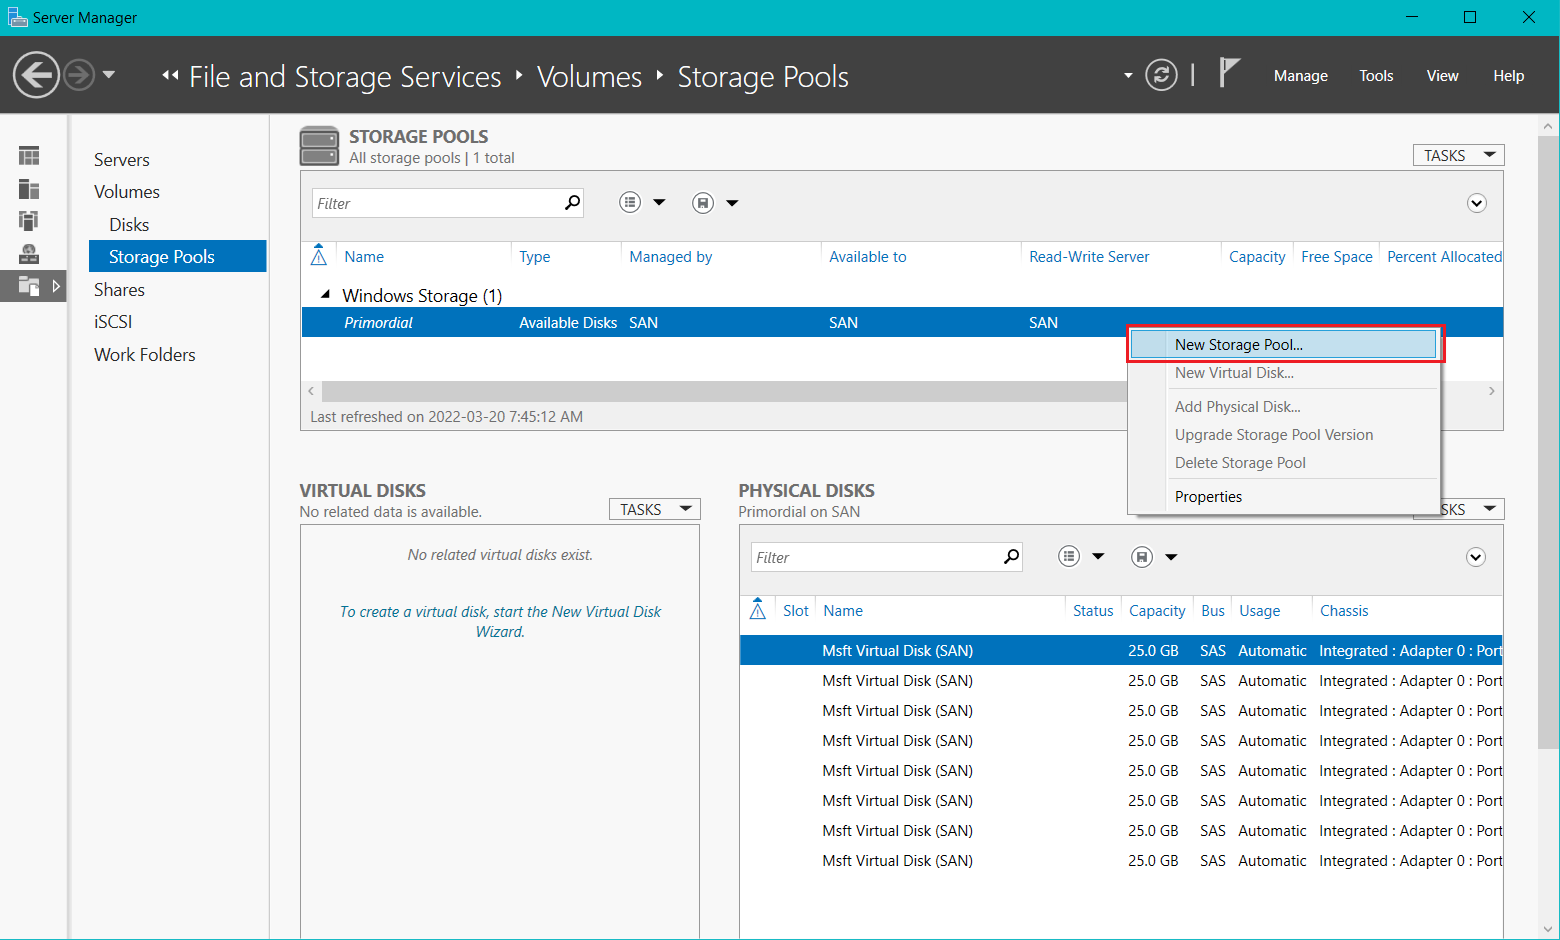 Server Manager
File and Storage Services Volumes Storage Pools
Manage Tools View Help
Servers
Volumes
Disks
Storage Pools
Shares
iSCSI
Work Folders
STORAGE POOLS
All storage pools | 1 total
TASKS
Filter
Name Type Managed by Available to Read-Write Server Capacity Free Space Percent Allocated
Windows Storage (1)
Primordial Available Disks SAN SAN SAN
New Storage Pool...
New Virtual Disk...
Add Physical Disk...
Upgrade Storage Pool Version
Delete Storage Pool
Properties
Last refreshed on 2022-03-20 7:45:12 AM
VIRTUAL DISKS
No related data is available.
TASKS
No related virtual disks exist.
To create a virtual disk, start the New Virtual Disk
Wizard.
PHYSICAL DISKS
Primordial on SAN
SKS
Filter
Slot Name Status Capacity Bus Usage Chassis
Msft Virtual Disk (SAN) 25.0 GB SAS Automatic Integrated : Adapter 0 : Port
Msft Virtual Disk (SAN) 25.0 GB SAS Automatic Integrated : Adapter 0 : Port
Msft Virtual Disk (SAN) 25.0 GB SAS Automatic Integrated : Adapter 0 : Port
Msft Virtual Disk (SAN) 25.0 GB SAS Automatic Integrated : Adapter 0 : Port
Msft Virtual Disk (SAN) 25.0 GB SAS Automatic Integrated : Adapter 0 : Port
Msft Virtual Disk (SAN) 25.0 GB SAS Automatic Integrated : Adapter 0 : Port
Msft Virtual Disk (SAN) 25.0 GB SAS Automatic Integrated : Adapter 0 : Port
Msft Virtual Disk (SAN) 25.0 GB SAS Automatic Integrated : Adapter 0 : Port